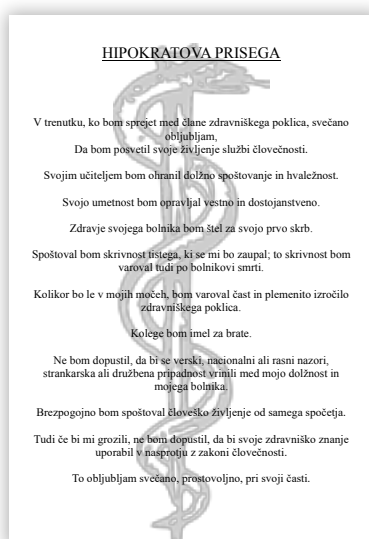 HIPOKRATOVA PRISEGA
V trenutku, ko bom sprejet med člane zdravniškega poklica, svečano
obljubljam,
Da bom posvetil svoje življenje službi človečnosti.
Svojim učiteljem bom ohranil dolžno spoštovanje in hvaležnost.
Svojo umetnost bom opravljal vestno in dostojanstveno.
Zdravje svojega bolnika bom štel za svojo prvo skrb.
Spoštoval bom skrivnost tistega, ki se mi bo zaupal; to skrivnost bom
varoval tudi po bolnikovi smrti.
Kolikor bo le v mojih močeh, bom varoval čast in plemenito izročilo
zdravniškega poklica.
Kolege bom imel za brate.
Ne bom dopustil, da bi se verski, nacionalni ali rasni nazori,
strankarska ali družbena pripadnost vrinili med mojo dolžnost in
mojega bolnika.
Brezpogojno bom spoštoval človeško življenje od samega spočetja.
Tudi če bi mi grozili, ne bom dopustil, da bi svoje zdravniško znanje
uporabil v nasprotju z zakoni človečnosti.
To obljubljam svečano, prostovoljno, pri svoji časti.